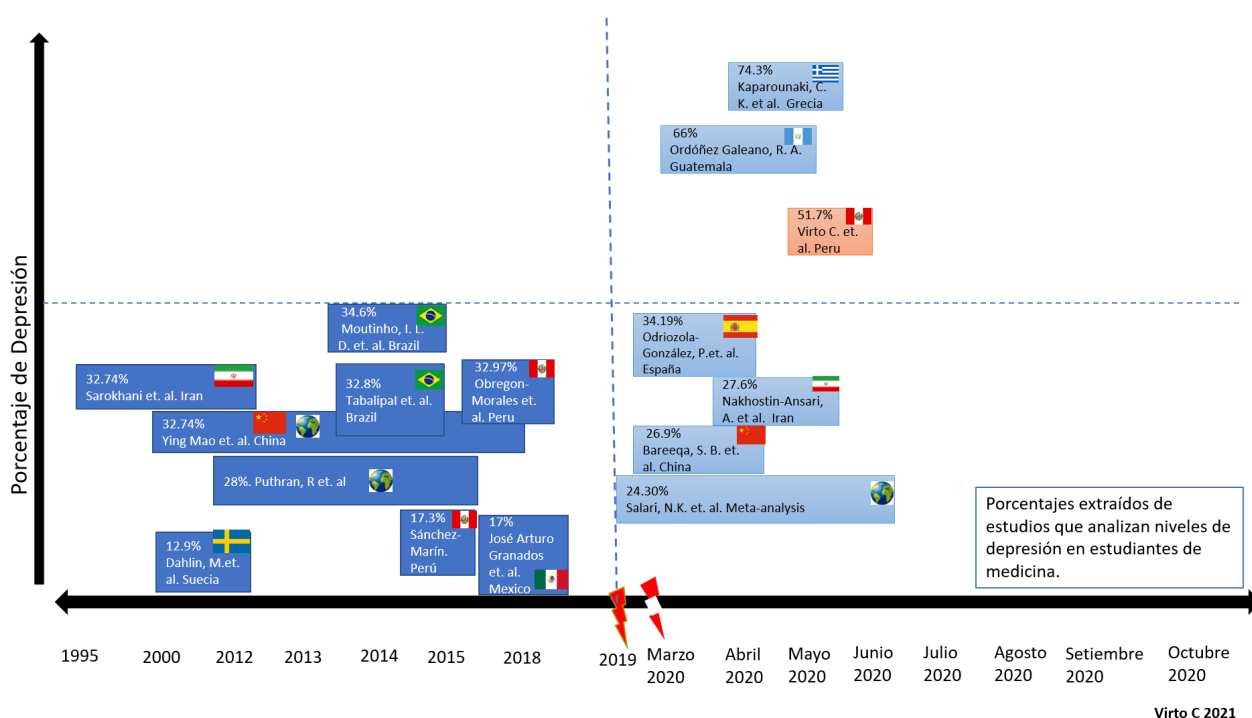 Porcentaje de Depresión
74.3%
Kaparounaki, C.
K. et al. Grecia
66%
Ordóñez Galeano, R. A.
Guatemala
51.7%
Virto C. et.
al. Peru
34.6%
Moutinho, I. L.
D. et. al. Brazil
32.74%
Sarokhani et. al. Iran
32.8%
Tabalipal et. al.
Brazil
32.97%
Obregon-
Morales et.
al. Peru
32.74%
Ying Mao et. al. China
28%. Puthran, R et. al
17.3%
Sánchez-
Marín.
Perú
17%
José Arturo
Granados
et. al.
Mexico
12.9%
Dahlin, M.et.
al. Suecia
34.19%
Odriozola-
González, P.et. al.
España
27.6%
Nakhostin-Ansari,
A. et al. Iran
26.9%
Bareeqa, S. B. et.
al. China
24.30%
Salari, N.K. et. al. Meta-analysis
Porcentajes extraídos de
estudios que analizan niveles de
depresión en estudiantes de
medicina.
1995
2000
2012
2013
2014
2015
2018
2019
Marzo
2020
Abril
2020
Mayo
2020
Junio
2020
Julio
2020
Agosto
2020
Setiembre
2020
Octubre
2020
Virto C 2021